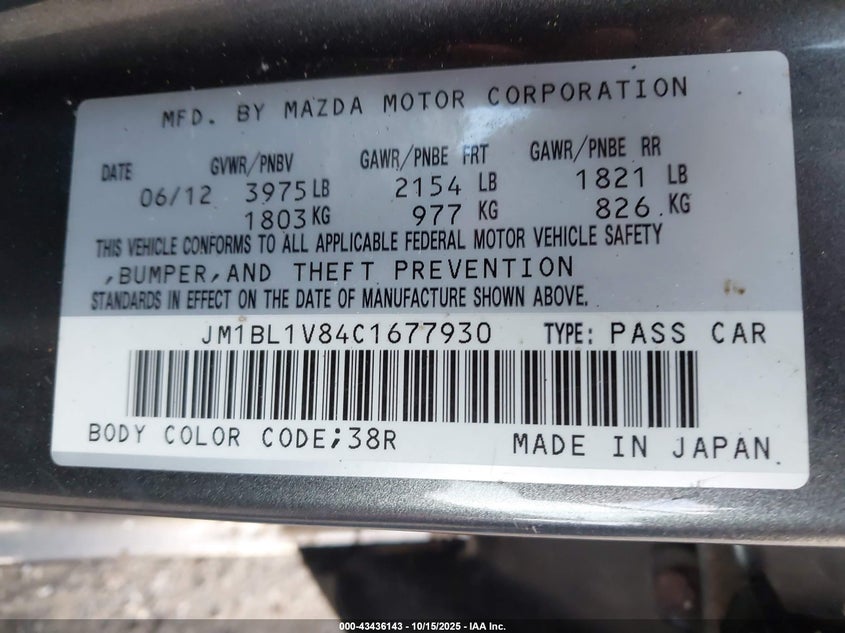 MFD. BY MAZDA MOTOR CORPORATION
DATE GVWR/PNBV GAWR/PNBE FRT GAWR/PNBE RR
06/12 3975 LB 2154 LB 1821 LB
1803 KG 977 KG 826 KG
THIS VEHICLE CONFORMS TO ALL APPLICABLE FEDERAL MOTOR VEHICLE SAFETY
,BUMPER,AND THEFT PREVENTION
STANDARDS IN EFFECT ON THE DATE OF MANUFACTURE SHOWN ABOVE.
JM1BL1V84C1677930 TYPE: PASS CAR
BODY COLOR CODE;38R MADE IN JAPAN
000-43436143 - 10/15/2025 - IAA Inc.